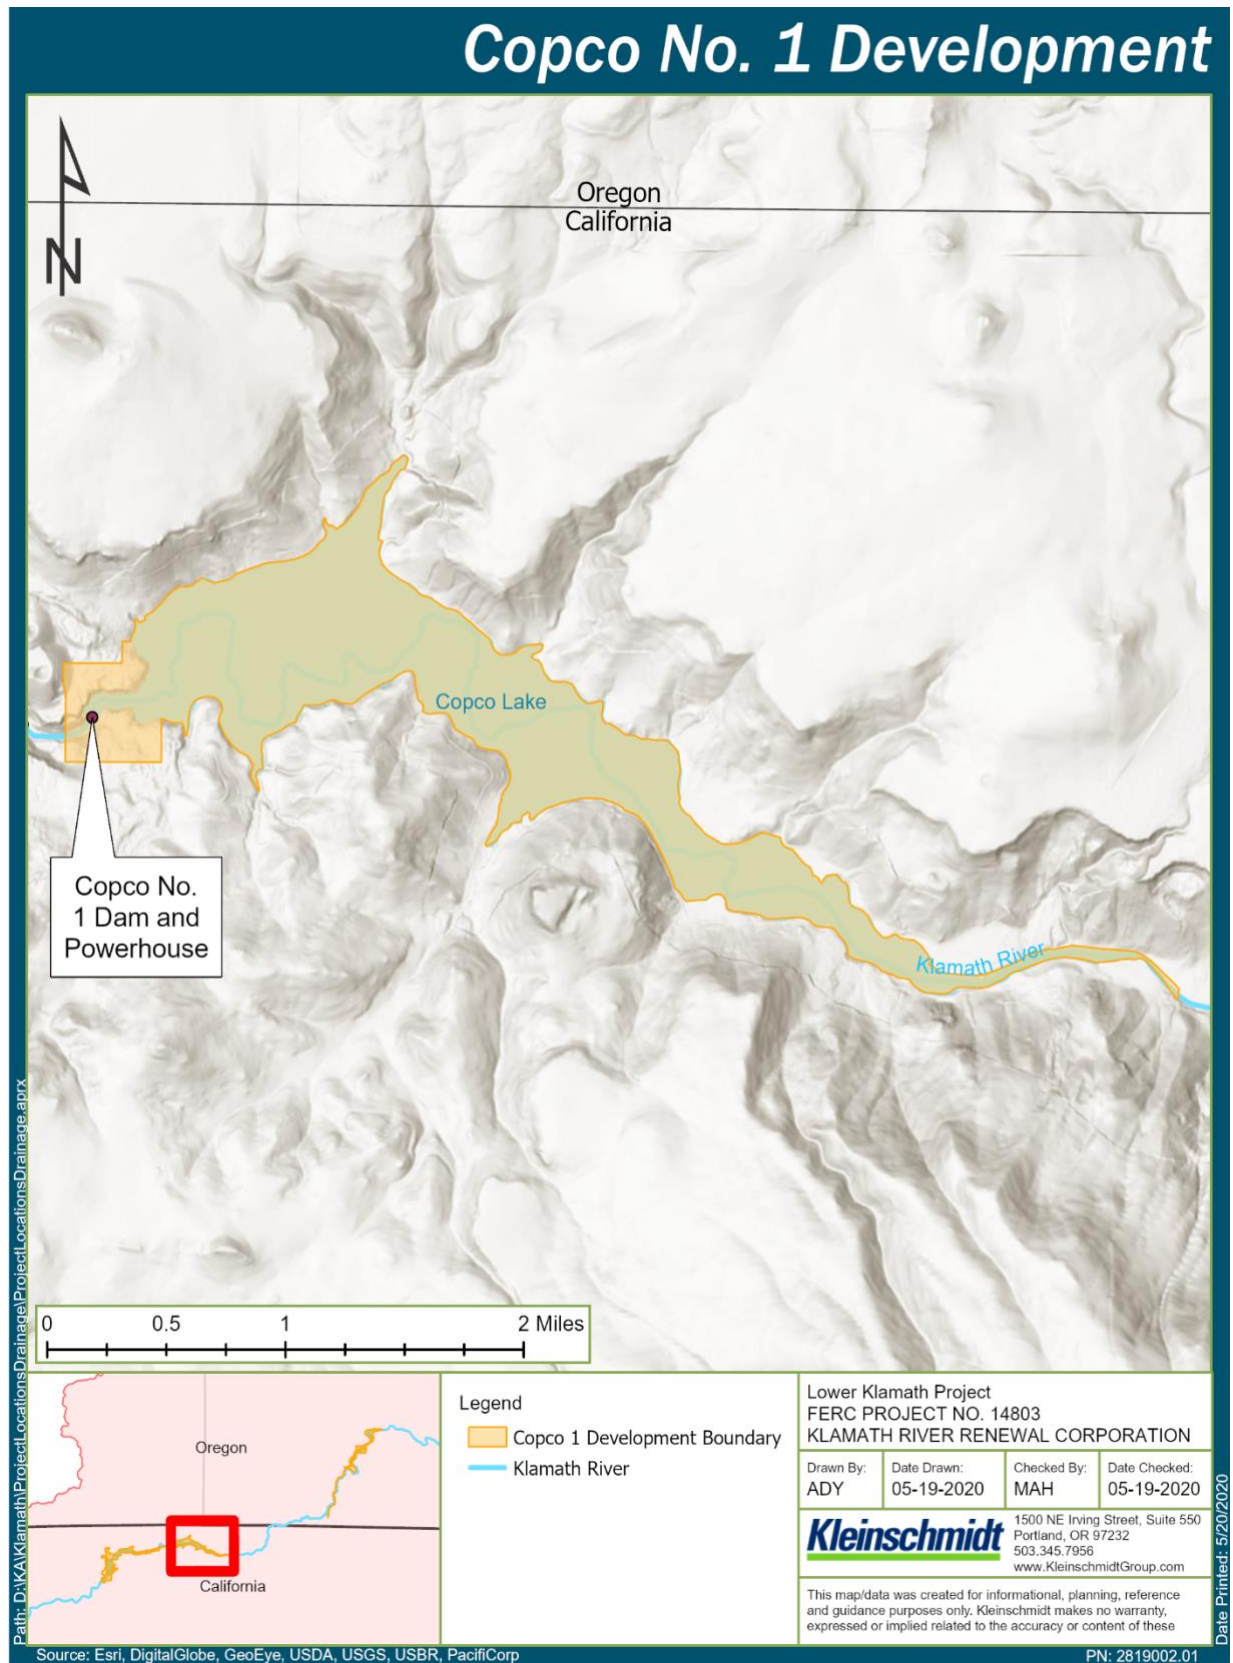 Copco No. 1 Development
N
Oregon
California
Copco Lake
Klamath River
Copco No.
1 Dam and
Powerhouse
0 0.5 1 2 Miles
Oregon
California
Legend
Copco 1 Development Boundary
Klamath River
Lower Klamath Project
FERC PROJECT NO. 14803
KLAMATH RIVER RENEWAL CORPORATION
Drawn By:
ADY
Date Drawn:
05-19-2020
Checked By:
MAH
Date Checked:
05-19-2020
Kleinschmidt
1500 NE Irving Street, Suite 550
Portland, OR 97232
503.345.7956
www.KleinschmidtGroup.com
This map/data was created for informational, planning, reference
and guidance purposes only. Kleinschmidt makes no warranty,
expressed or implied related to the accuracy or content of these
Path: D:\KA\Klamath\ProjectLocationsDrainage\ProjectLocationsDrainage.aprx
Date Printed: 5/20/2020
Source: Esri, DigitalGlobe, GeoEye, USDA, USGS, USBR, PacifiCorp
PN: 2819002.01